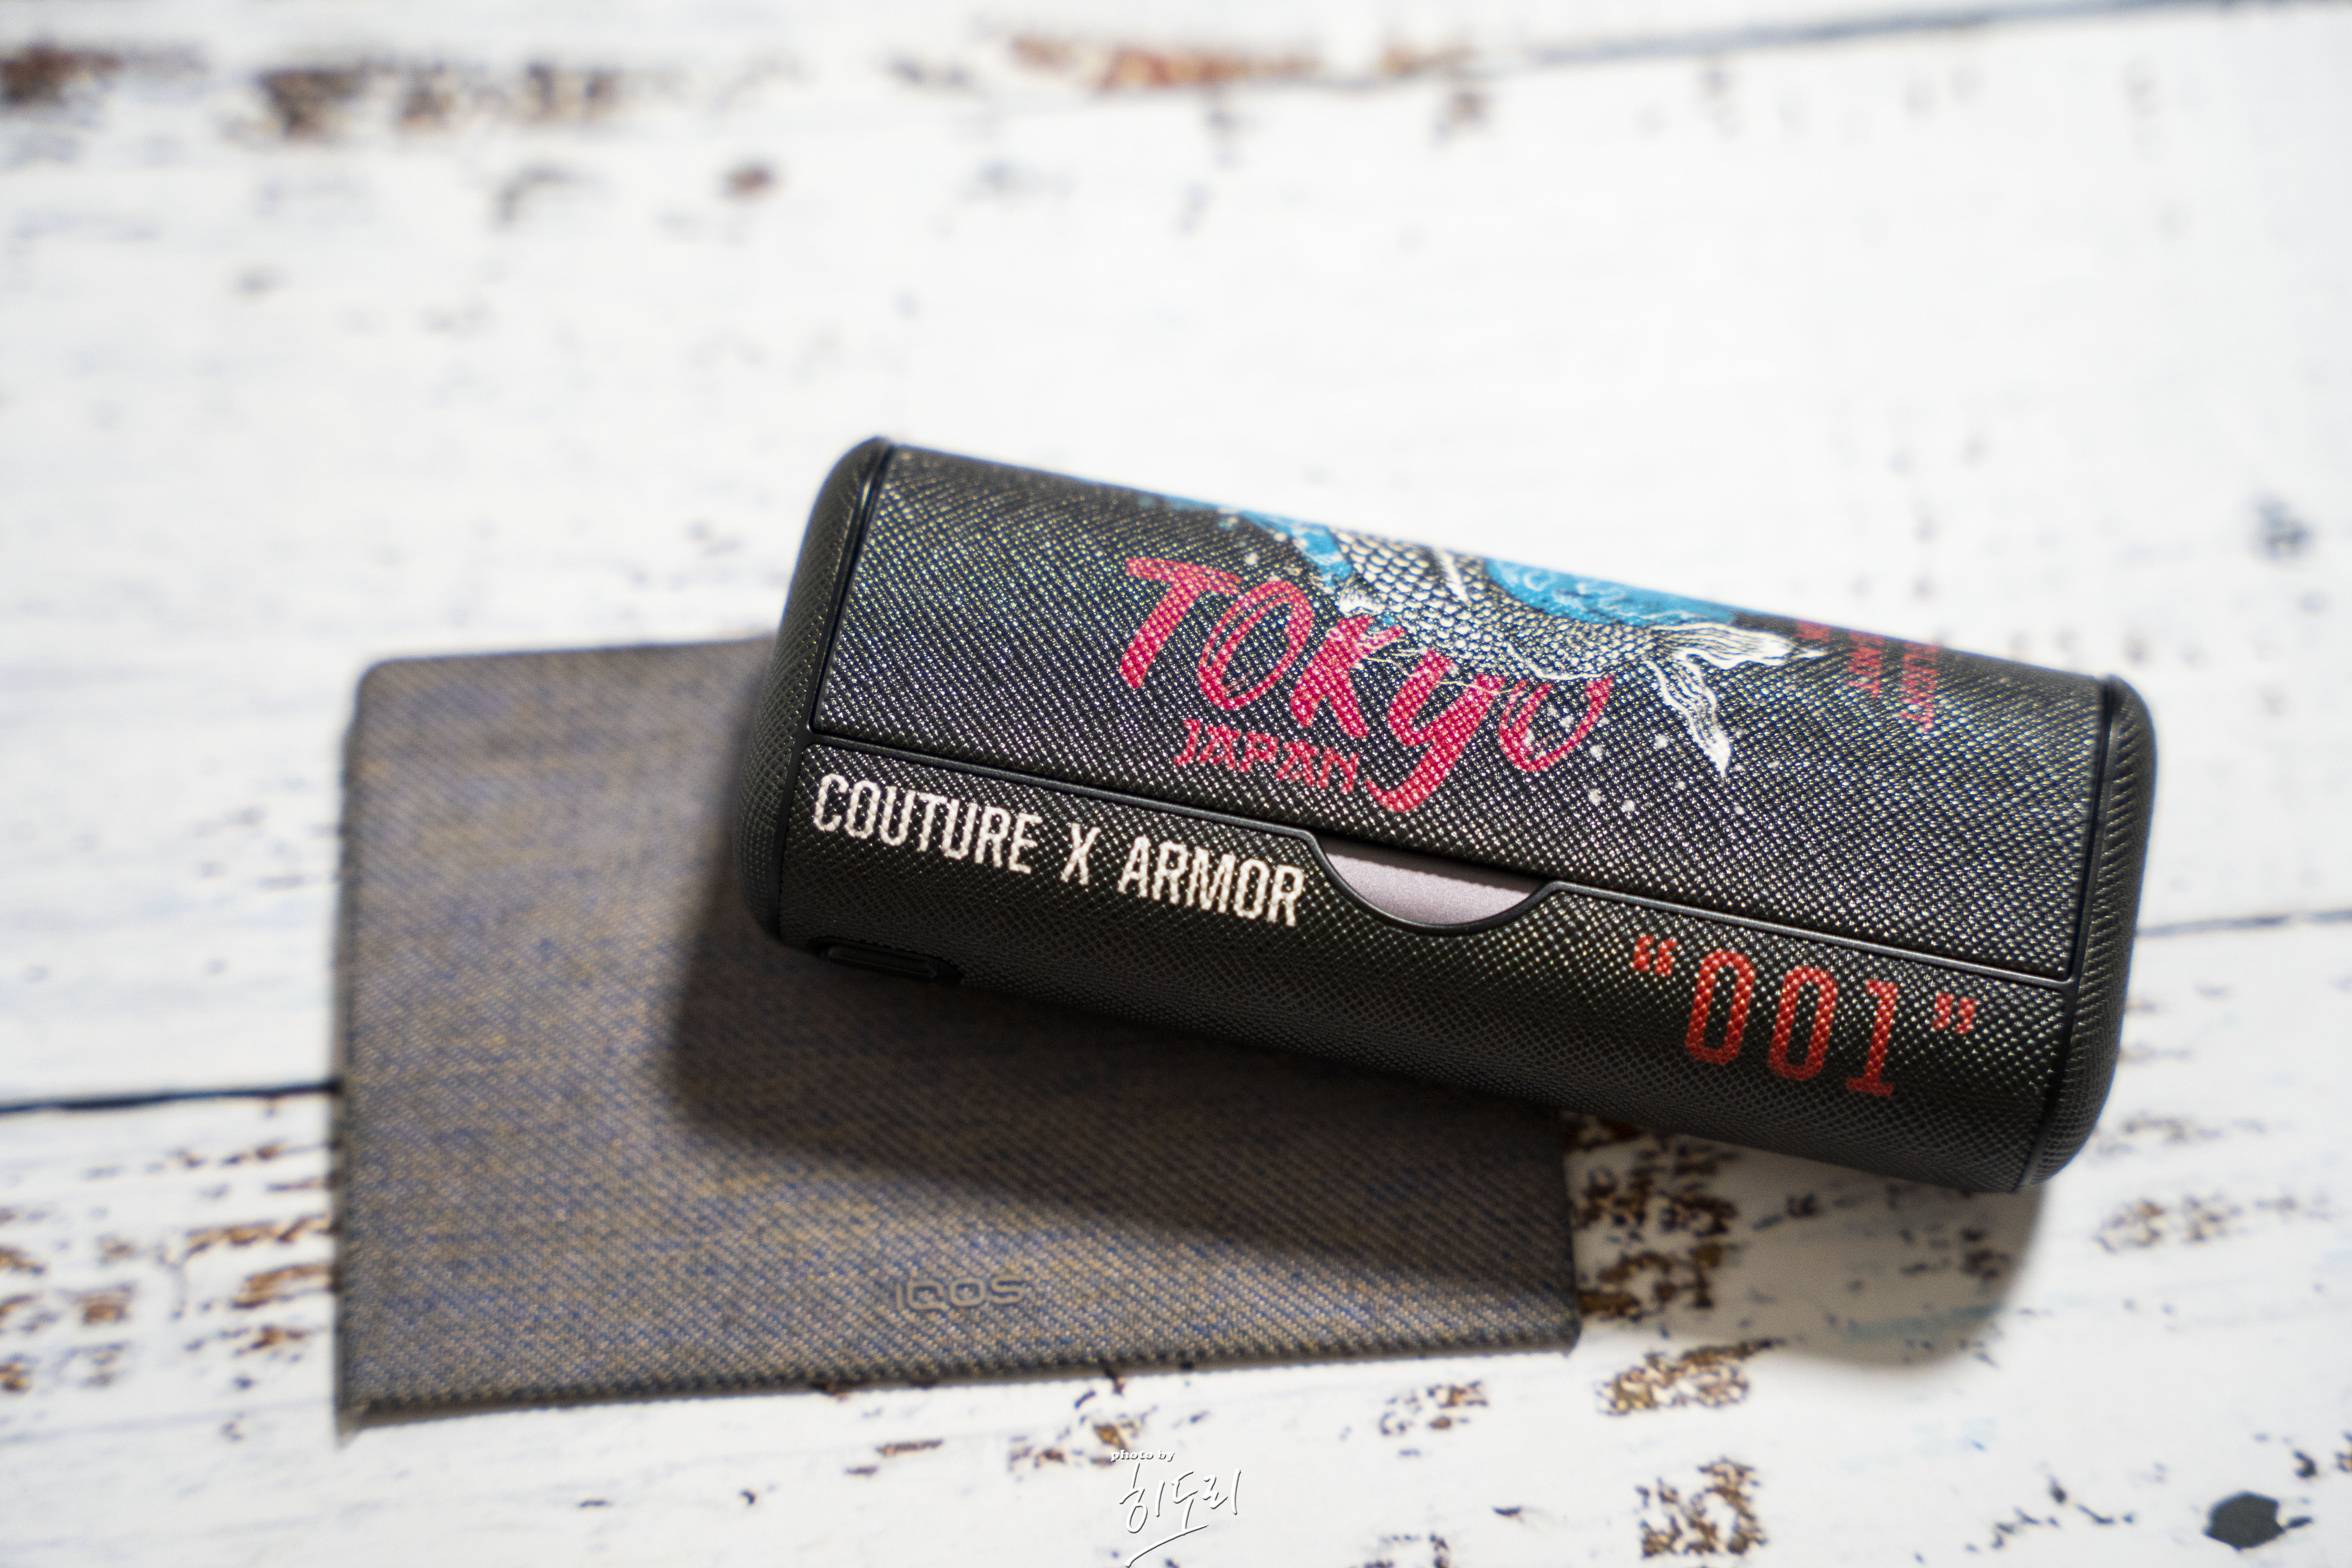 TOKyo
JAPAN
COUTURE X ARMOR
"001"
IQOS
photo by
히두리